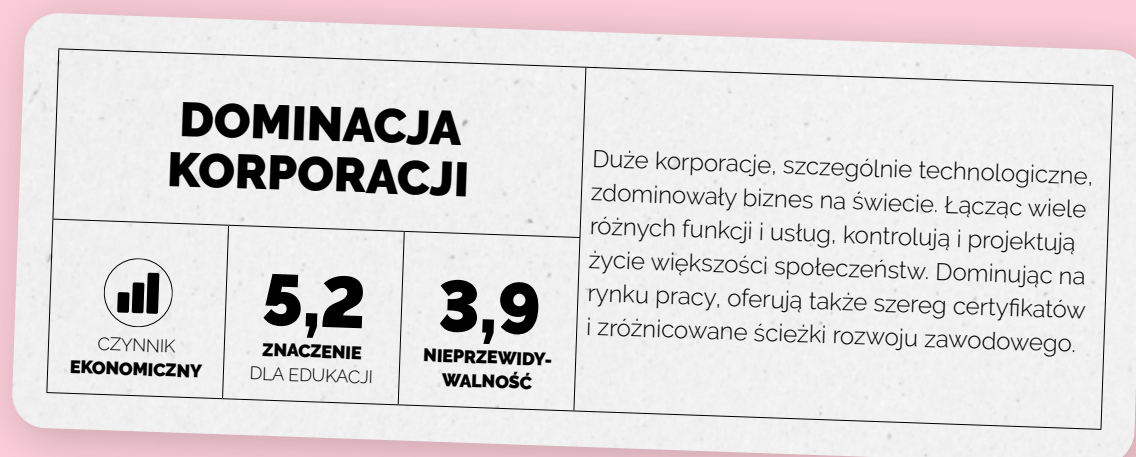 DOMINACJA
KORPORACJI
CZYNNIK
EKONOMICZNY
5,2
ZNACZENIE
DLA EDUKACJI
3,9
NIEPRZEWIDY-
WALNOŚĆ
Duże korporacje, szczególnie technologiczne,
zdominowały biznes na świecie. Łącząc wiele
różnych funkcji i usług, kontrolują i projektują
życie większości społeczeństw. Dominując na
rynku pracy, oferują także szereg certyfikatów
i zróżnicowane ścieżki rozwoju zawodowego.